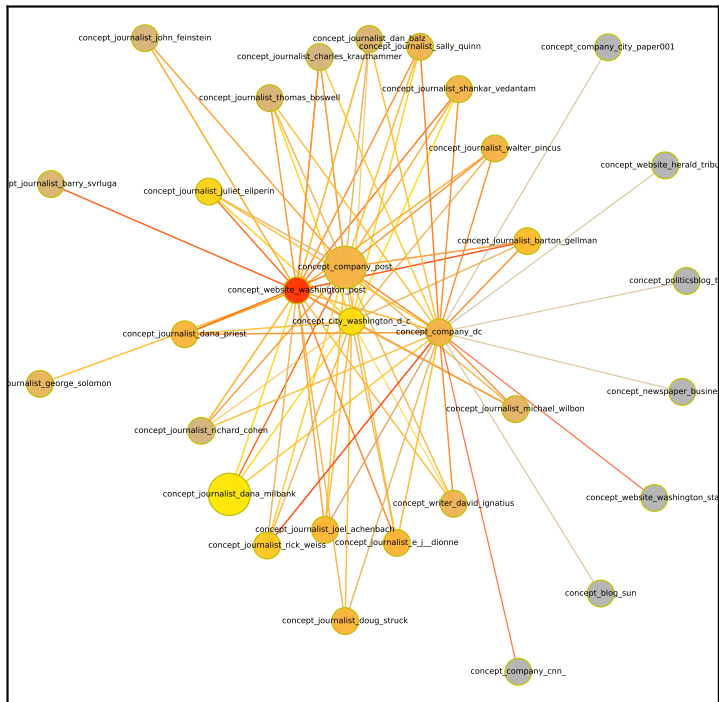 concept_journalist_john_feinstein
concept_journalist_dan_balz
concept_journalist_sally_quinn
concept_company_city_paper001
concept_journalist_charles_krauthammer
concept_journalist_shankar_vedantam
concept_journalist_thomas_boswell
concept_journalist_walter_pincus
concept_website_herald_tribu
pt_journalist_barry_svrluga
concept_journalist_juliet_eilperin
concept_journalist_barton_gellman
concept_company_post
concept_politicsblog_t
concept_website_washington_post
concept_city_washington_d_c
concept_journalist_dana_priest
concept_company_dc
ournalist_george_solomon
concept_newspaper_busine
concept_journalist_michael_wilbon
concept_journalist_richard_cohen
concept_journalist_dana_milbank
concept_website_washington_sta
concept_writer_david_ignatius
concept_journalist_joel_achenbach
concept_journalist_rick_weiss
concept_journalist_e_j__dionne
concept_blog_sun
concept_journalist_doug_struck
concept_company_cnn_